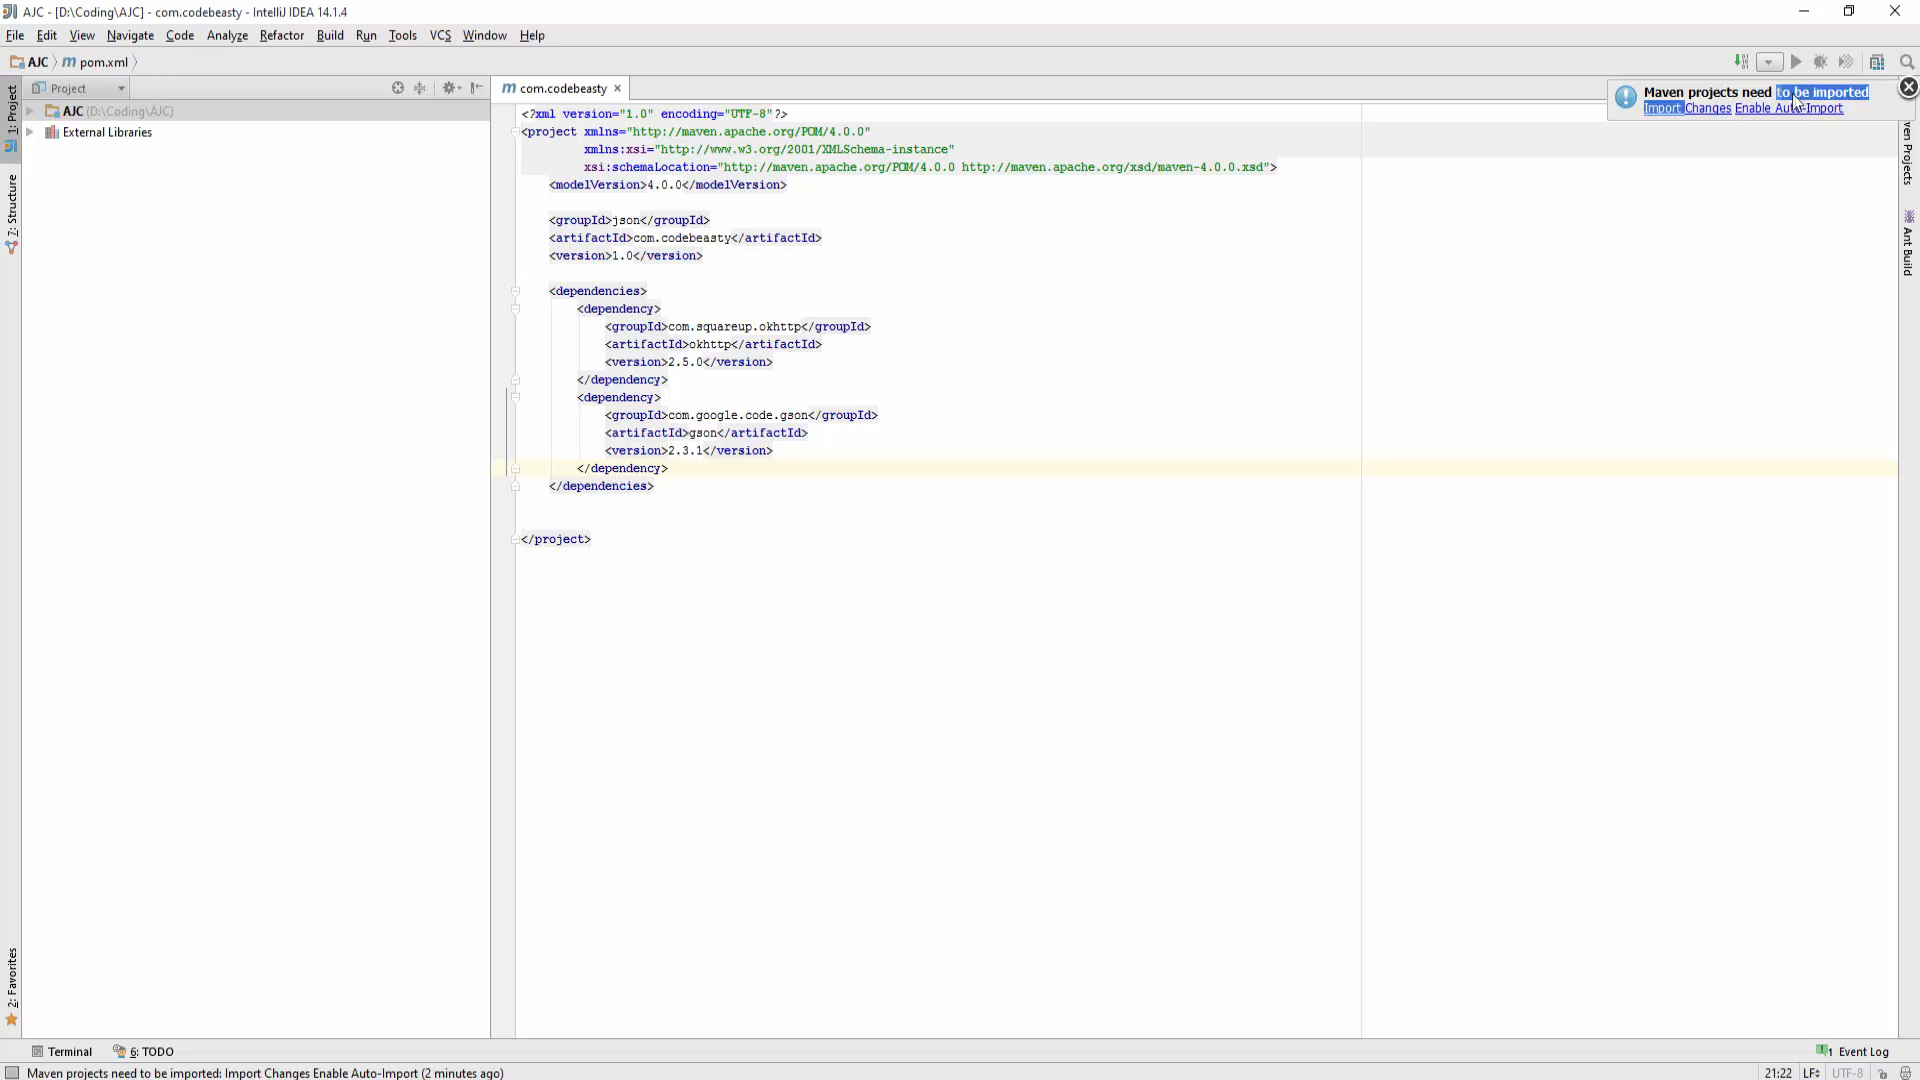 AJC - [D:\Coding\AJC] - com.codebeasty - IntelliJ IDEA 14.1.4
File Edit View Navigate Code Analyze Refactor Build Run Tools VCS Window Help
AJC pom.xml
Project
com.codebeasty
AJC (D:\Coding\AJC)
External Libraries
1: Project
7: Structure
2: Favorites
Maven projects need to be imported
Import Changes Enable Auto-Import
Projects
Ant Build
<?xml version="1.0" encoding="UTF-8"?>
<project xmlns="http://maven.apache.org/POM/4.0.0"
xmlns:xsi="http://www.w3.org/2001/XMLSchema-instance"
xsi:schemaLocation="http://maven.apache.org/POM/4.0.0 http://maven.apache.org/xsd/maven-4.0.0.xsd">
<modelVersion>4.0.0</modelVersion>
<groupId>json</groupId>
<artifactId>com.codebeasty</artifactId>
<version>1.0</version>
<dependencies>
<dependency>
<groupId>com.squareup.okhttp</groupId>
<artifactId>okhttp</artifactId>
<version>2.5.0</version>
</dependency>
<dependency>
<groupId>com.google.code.gson</groupId>
<artifactId>gson</artifactId>
<version>2.3.1</version>
</dependency>
</dependencies>
</project>
Terminal 6: TODO
1 Event Log
Maven projects need to be imported: Import Changes Enable Auto-Import (2 minutes ago)
21:22 LF UTF-8